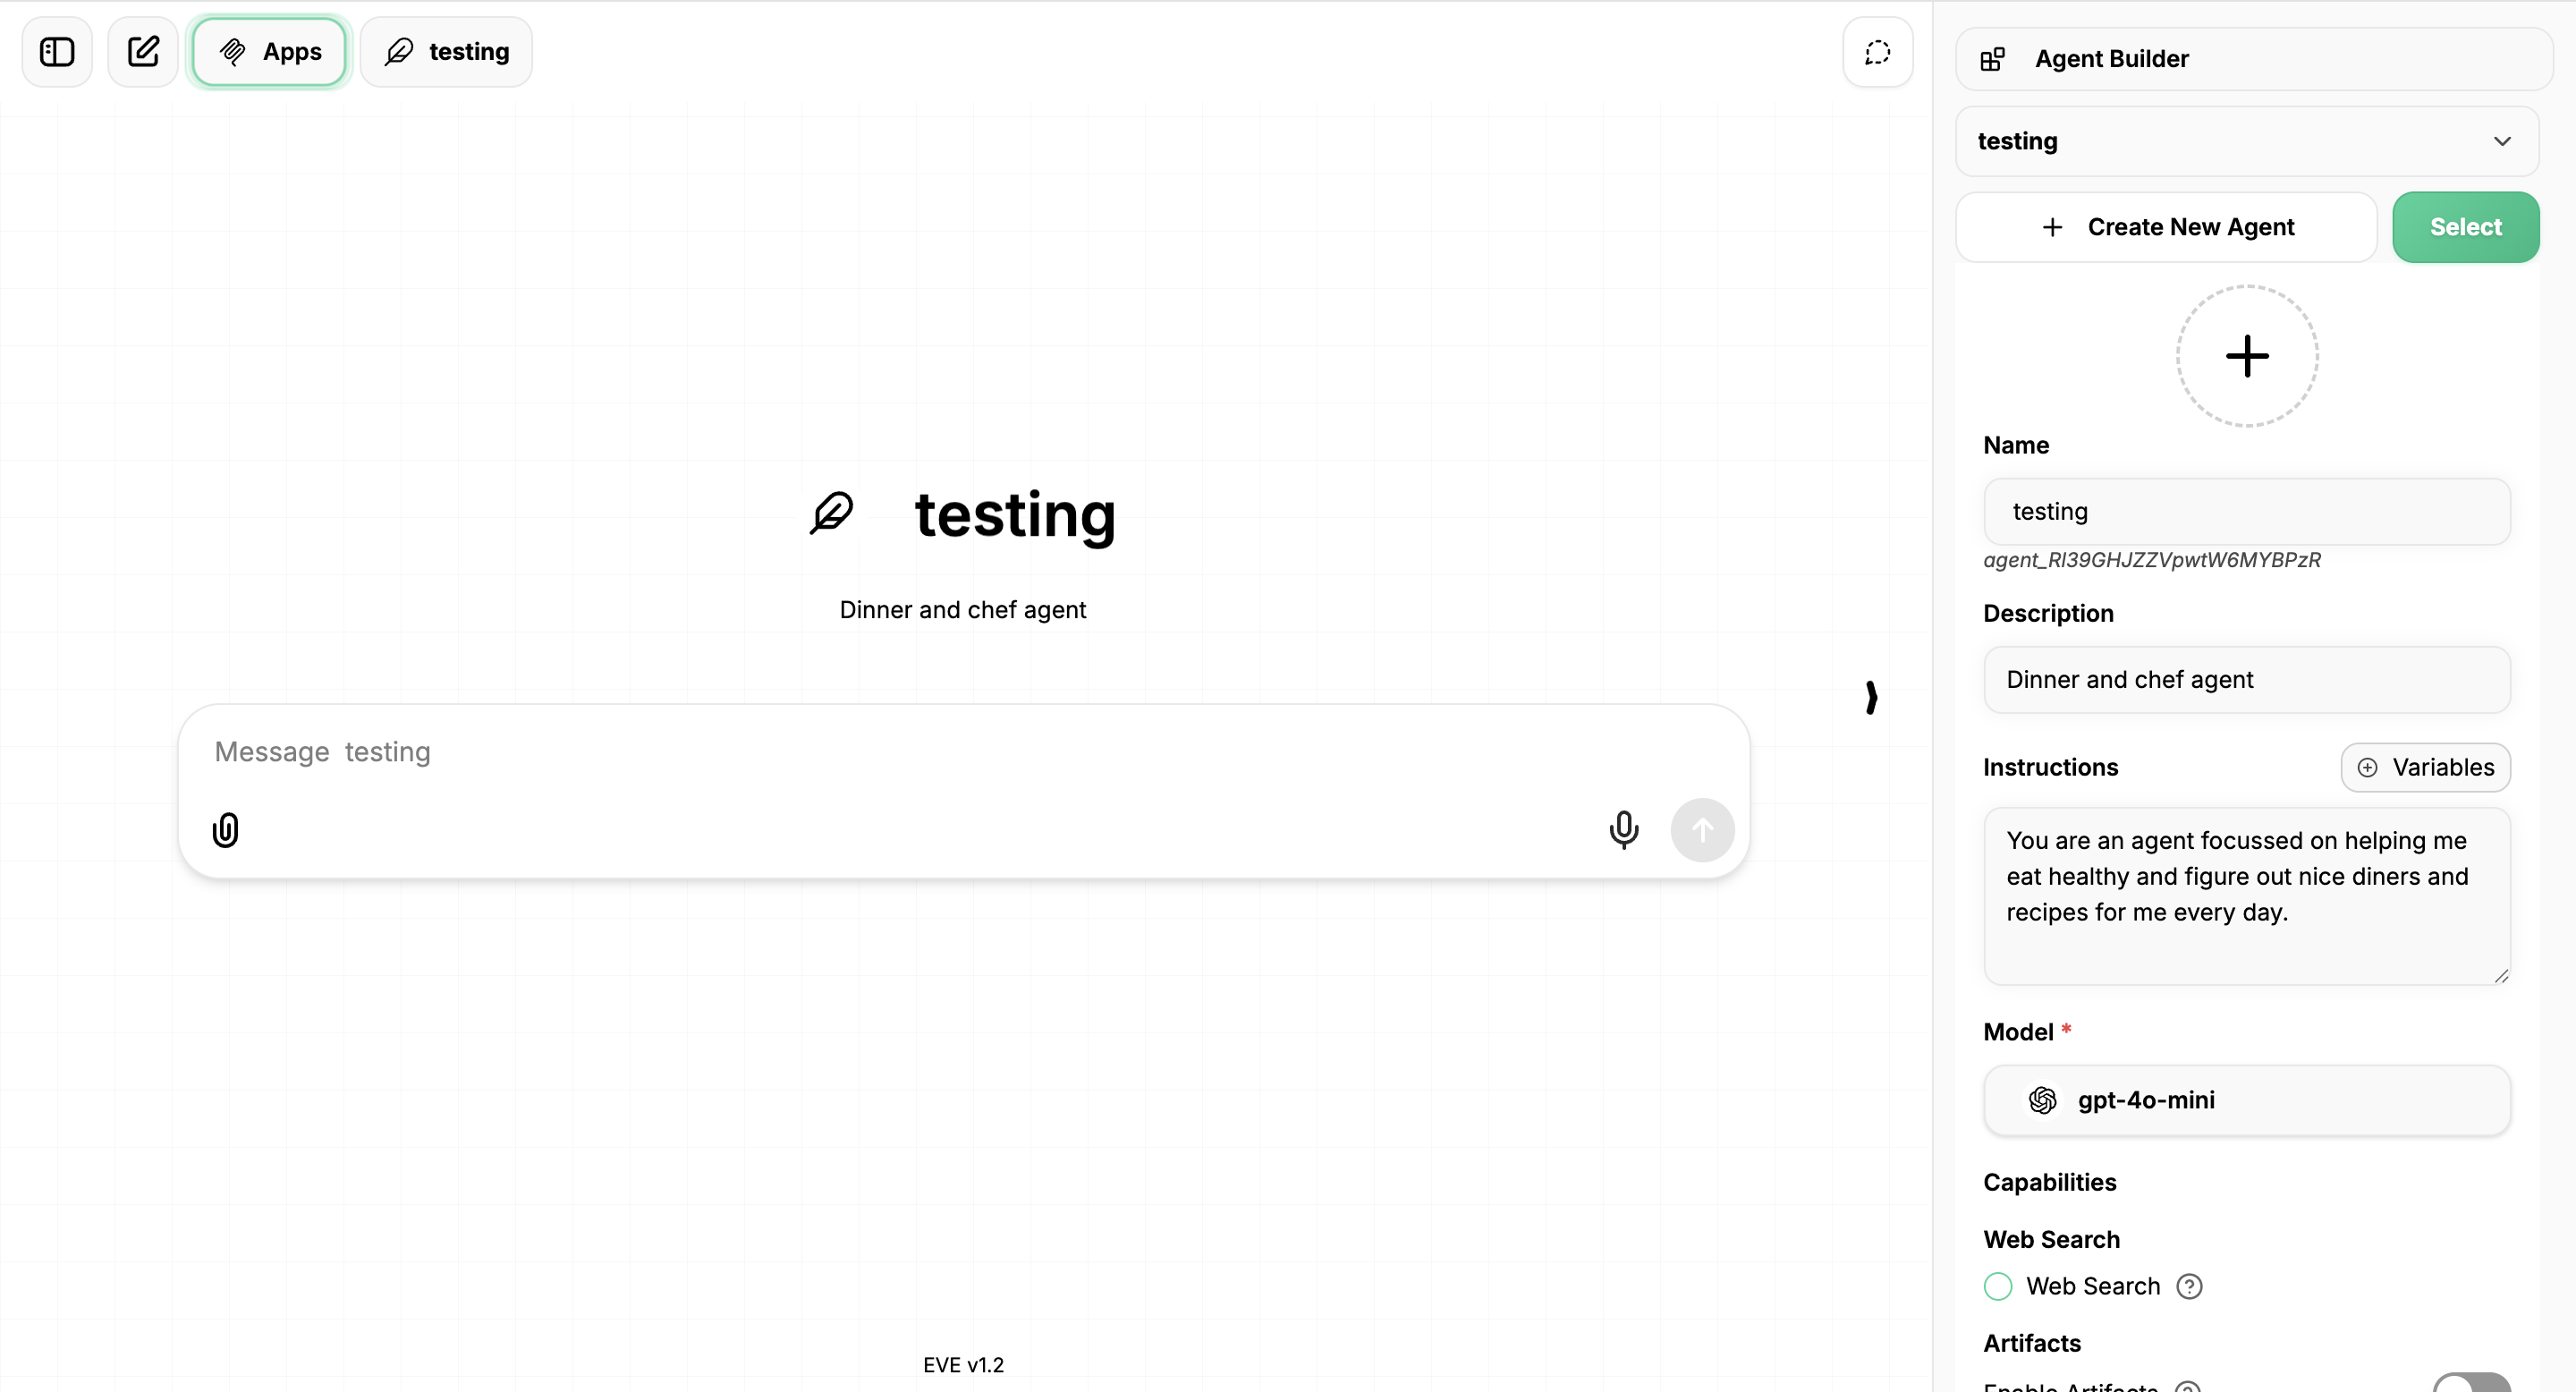 Apps
testing
Agent Builder
testing
Create New Agent
Select
Name
testing
agent_RI39GHJZZVpwtW6MYBPzR
Description
Dinner and chef agent
Instructions
Variables
You are an agent focussed on helping me
eat healthy and figure out nice diners and
recipes for me every day.
Model *
gpt-4o-mini
Capabilities
Web Search
Web Search
Artifacts
Enable Artifacts
testing
Dinner and chef agent
Message testing
EVE v1.2